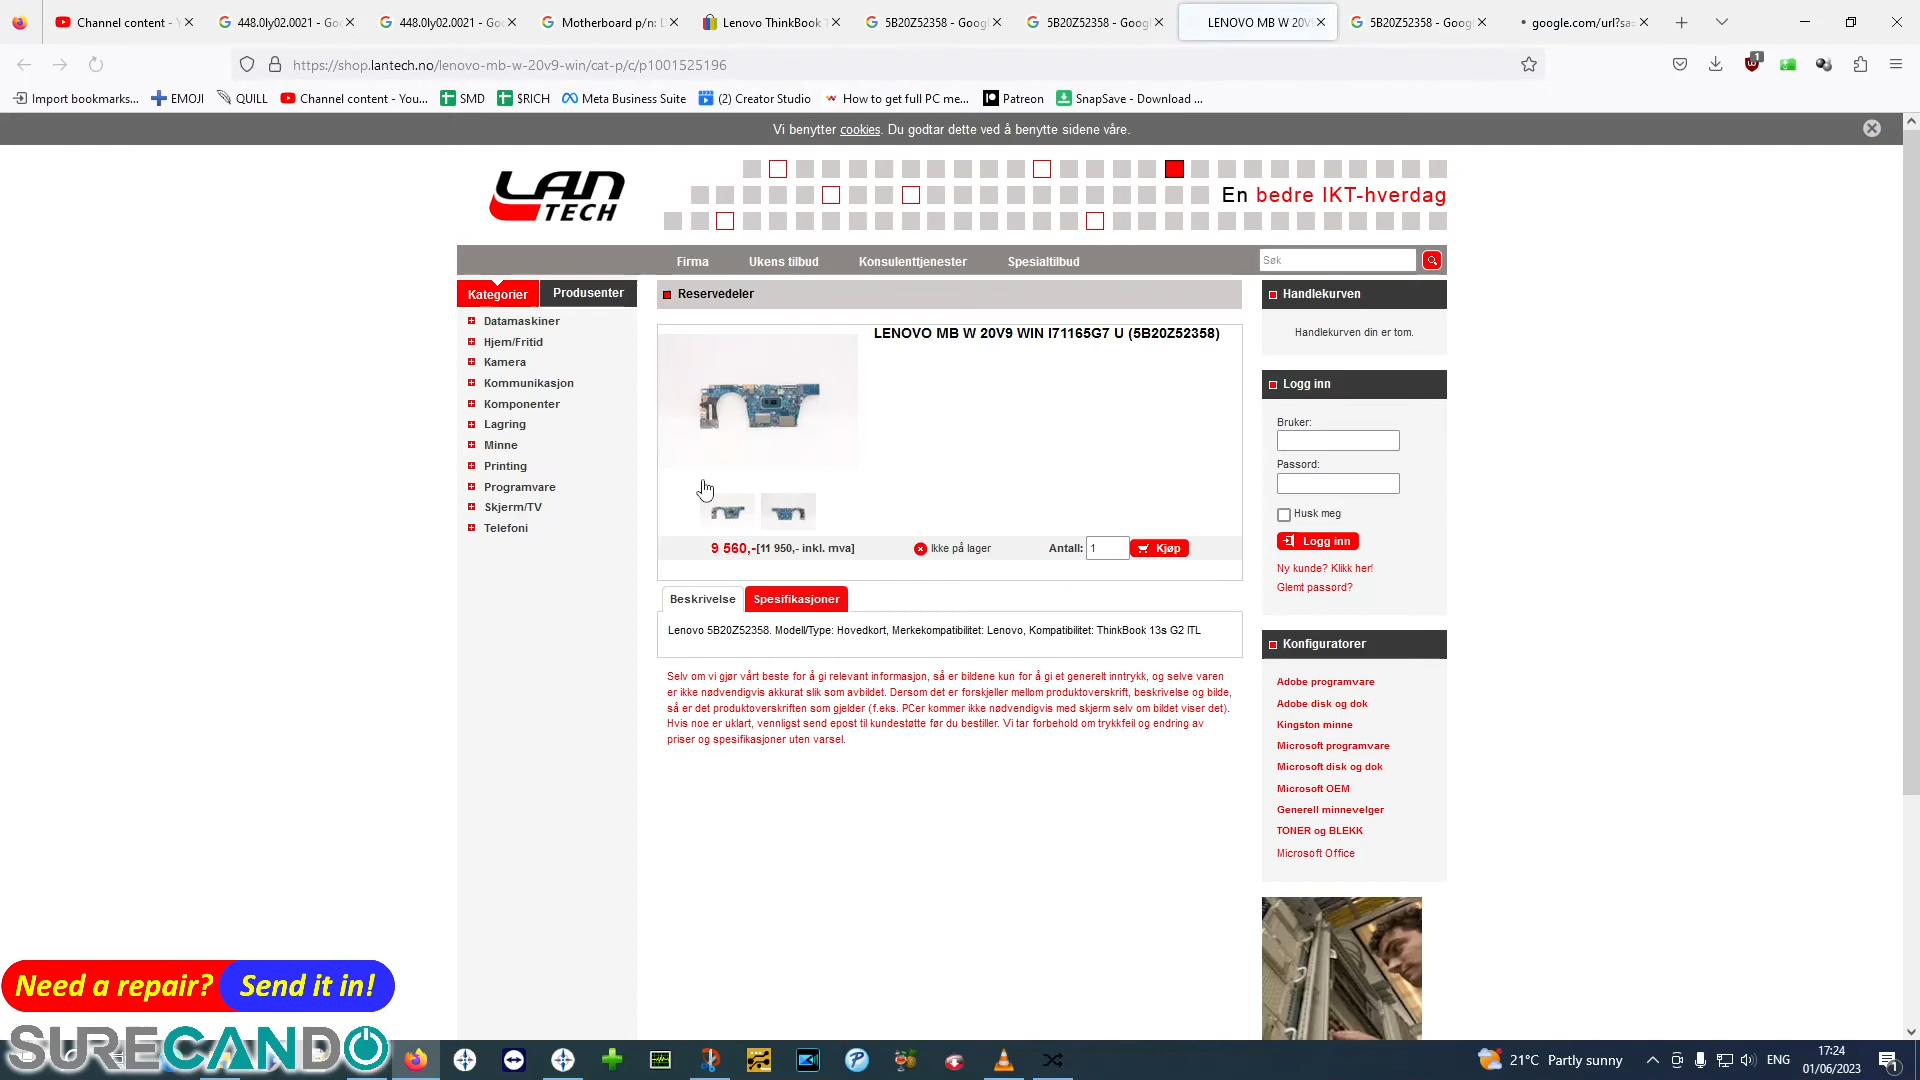 Channel content - Y
448.0ly02.0021 - Goo
448.0ly02.0021 - Goo
Motherboard p/n: L
Lenovo ThinkBook 1
5B20Z52358 - Googl
5B20Z52358 - Googl
LENOVO MB W 20V9
5B20Z52358 - Googl
google.com/url?sa=
https://shop.lantech.no/lenovo-mb-w-20v9-win/cat-p/c/p1001525196
1
Import bookmarks...
EMOJI
QUILL
Channel content - You...
SMD
$RICH
Meta Business Suite
(2) Creator Studio
How to get full PC me...
Patreon
SnapSave - Download ...
Vi benytter cookies. Du godtar dette ved å benytte sidene våre.
LAN
TECH
En bedre IKT-hverdag
Firma
Ukens tilbud
Konsulenttjenester
Spesialtilbud
Søk
Kategorier
Produsenter
Datamaskiner
Hjem/Fritid
Kamera
Kommunikasjon
Komponenter
Lagring
Minne
Printing
Programvare
Skjerm/TV
Telefoni
Reservedeler
LENOVO MB W 20V9 WIN I71165G7 U (5B20Z52358)
9 560,-[11 950,- inkl. mva]
Ikke på lager
Antall: 1
Kjøp
Beskrivelse
Spesifikasjoner
Lenovo 5B20Z52358. Modell/Type: Hovedkort, Merkekompatibilitet: Lenovo, Kompatibilitet: ThinkBook 13s G2 ITL
Selv om vi gjør vårt beste for å gi relevant informasjon, så er bildene kun for å gi et generelt inntrykk, og selve varen
er ikke nødvendigvis akkurat slik som avbildet. Dersom det er forskjeller mellom produktoverskrift, beskrivelse og bilde,
så er det produktoverskriften som gjelder (f.eks. PCer kommer ikke nødvendigvis med skjerm selv om bildet viser det).
Hvis noe er uklart, vennligst send epost til kundestøtte før du bestiller. Vi tar forbehold om trykkfeil og endring av
priser og spesifikasjoner uten varsel.
Handlekurven
Handlekurven din er tom.
Logg inn
Bruker:
Passord:
Husk meg
Logg inn
Ny kunde? Klikk her!
Glemt passord?
Konfiguratorer
Adobe programvare
Adobe disk og dok
Kingston minne
Microsoft programvare
Microsoft disk og dok
Microsoft OEM
Generell minnevelger
TONER og BLEKK
Microsoft Office
Need a repair? Send it in!
SURECANDO
21°C Partly sunny
ENG
17:24
01/06/2023
1